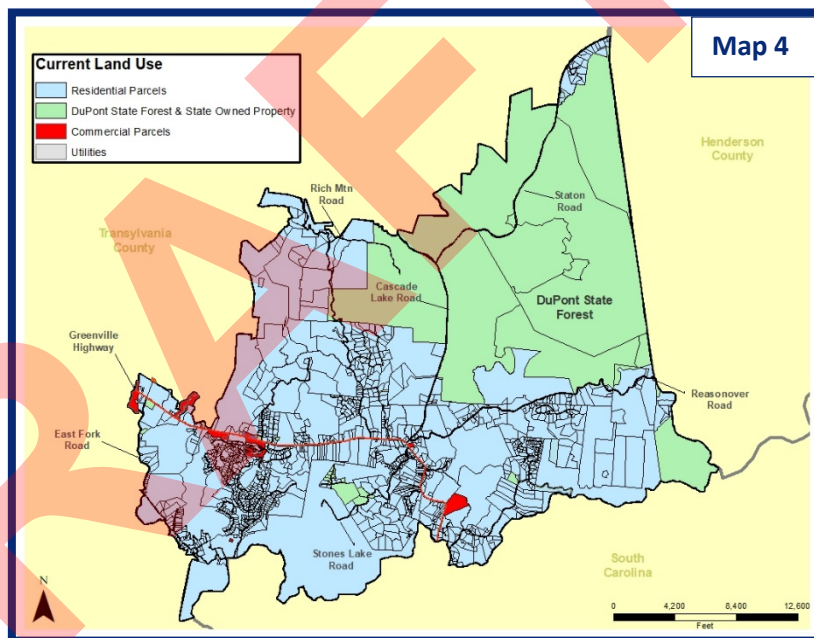 Map 4
Current Land Use
Residential Parcels
DuPont State Forest & State Owned Property
Commercial Parcels
Utilities
Henderson
County
Rich Mtn
Road
Staton
Road
Transylvania
County
Cascade
Lake Road
DuPont State
Forest
Greenville
Highway
Reasonover
Road
East Fork
Road
Stones Lake
Road
South
Carolina
N
0 4,200 8,400 12,600
Feet
DRAFT